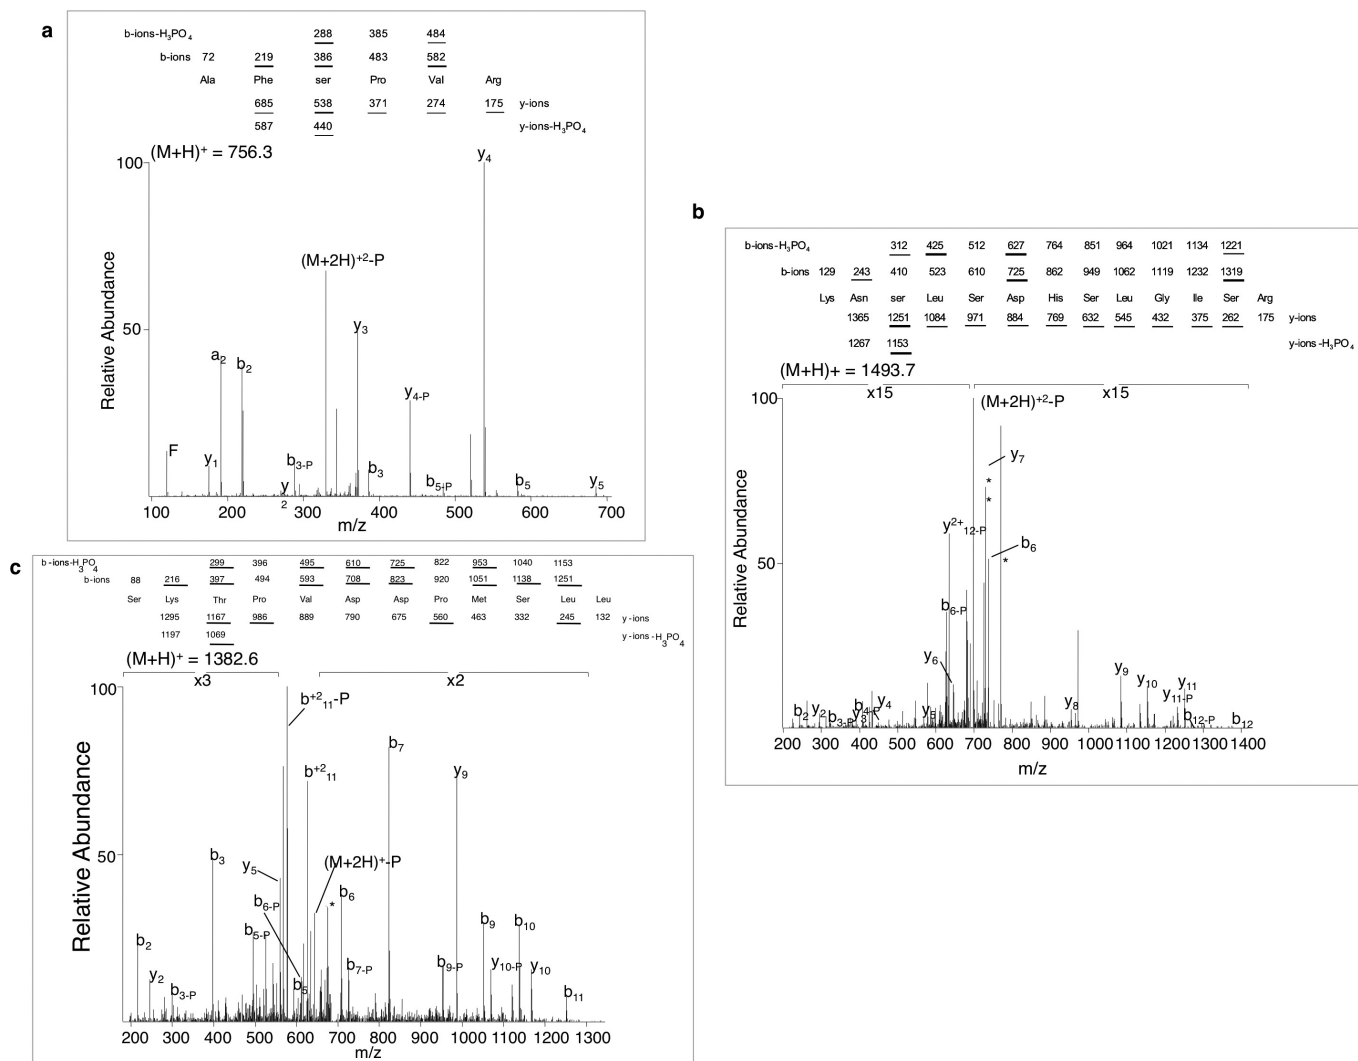 a
b-ions-H3PO4 288 385 484
b-ions 72 219 386 483 582
Ala Phe ser Pro Val Arg
685 538 371 274 175 y-ions
587 440 y-ions-H3PO4
(M+H)+ = 756.3
Relative Abundance
100
50
F
y1
a2
b2
y2
b3-P
(M+2H)+2-P
y3
b3
y4-P
b5-P
y4
b5
y5
100 200 300 400 500 600 700
m/z
b
b-ions-H3PO4 312 425 512 627 764 851 964 1021 1134 1221
b-ions 129 243 410 523 610 725 862 949 1062 1119 1232 1319
Lys Asn ser Leu Ser Asp His Ser Leu Gly Ile Ser Arg
1365 1251 1084 971 884 769 632 545 432 375 262 175 y-ions
1267 1153 y-ions-H3PO4
(M+H)+ = 1493.7
x15 x15
Relative Abundance
100
50
(M+2H)+2-P
y7
*
*
y2+12-P
b6
*
b6-P
y6
b2
y2
b3-P
y3
b4-P
y4
y5
y8
y9
y10
y11-P
y11
b12-P
b12
200 300 400 500 600 700 800 900 1000 1100 1200 1300 1400
m/z
c
b-ions-H3PO4 299 396 495 610 725 822 953 1040 1153
b-ions 88 216 397 494 593 708 823 920 1051 1138 1251
Ser Lys Thr Pro Val Asp Asp Pro Met Ser Leu Leu
1295 1167 986 889 790 675 560 463 332 245 132 y-ions
1197 1069 y-ions-H3PO4
(M+H)+ = 1382.6
x3 x2
Relative Abundance
100
50
b+211-P
b7
b+211
y9
b3
y5
(M+2H)+-P
b6-P
b6
*
b5-P
b2
y2
b3-P
b5
b7-P
b9-P
b9
y10-P
b10
y10
b11
200 300 400 500 600 700 800 900 1000 1100 1200 1300
m/z